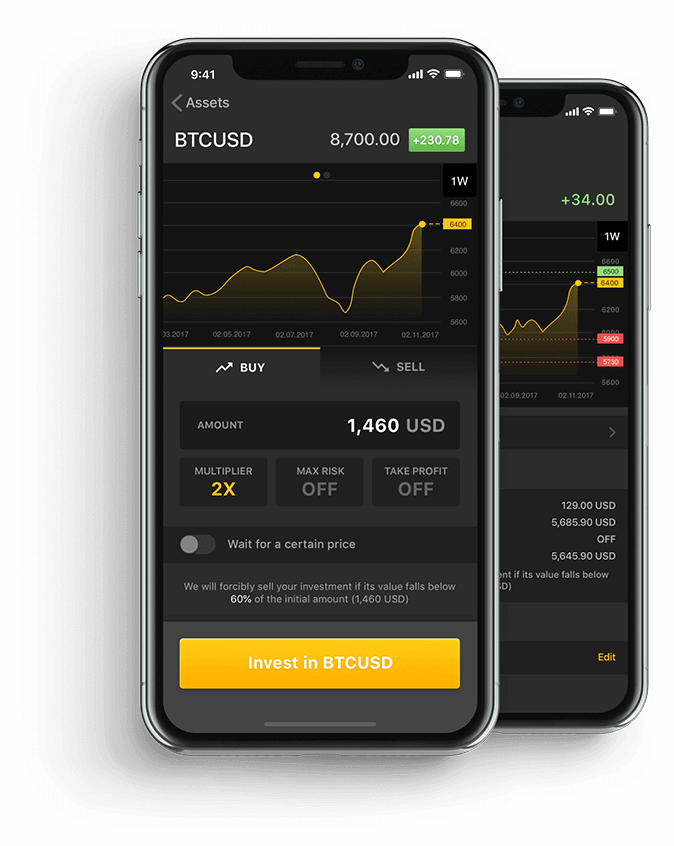 9:41
Assets
BTCUSD 8,700.00 +230.78
1W
6600
6400
6200
6000
5800
5600
03.2017 02.05.2017 02.07.2017 02.09.2017 02.11.2017
BUY SELL
AMOUNT 1,460 USD
MULTIPLIER MAX RISK TAKE PROFIT
2X OFF OFF
Wait for a certain price
We will forcibly sell your investment if its value falls below
60% of the initial amount (1,460 USD)
Invest in BTCUSD
+34.00
1W
6600
6500
6400
6200
6000
5900
5730
5600
02.09.2017 02.11.2017
129.00 USD
5,685.90 USD
OFF
5,645.90 USD
nt if its value falls below
SD)
Edit